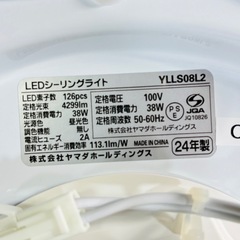 LEDシーリングライト YLLS08L2
LED素子数 126pcs
定格光束 4299lm
定格消費電力 38W
光源色 昼光色
調光制御 無し
電流ヒューズ 2A
定格電圧 100V
定格消費電力 38W
定格周波数 50-60Hz
PSE
JQA
JQ10826
固有エネルギー消費効率 113.1lm/W
MADE IN CHINA
株式会社ヤマダホールディングス
株式会社ヤマダホールディングス 24年製
C